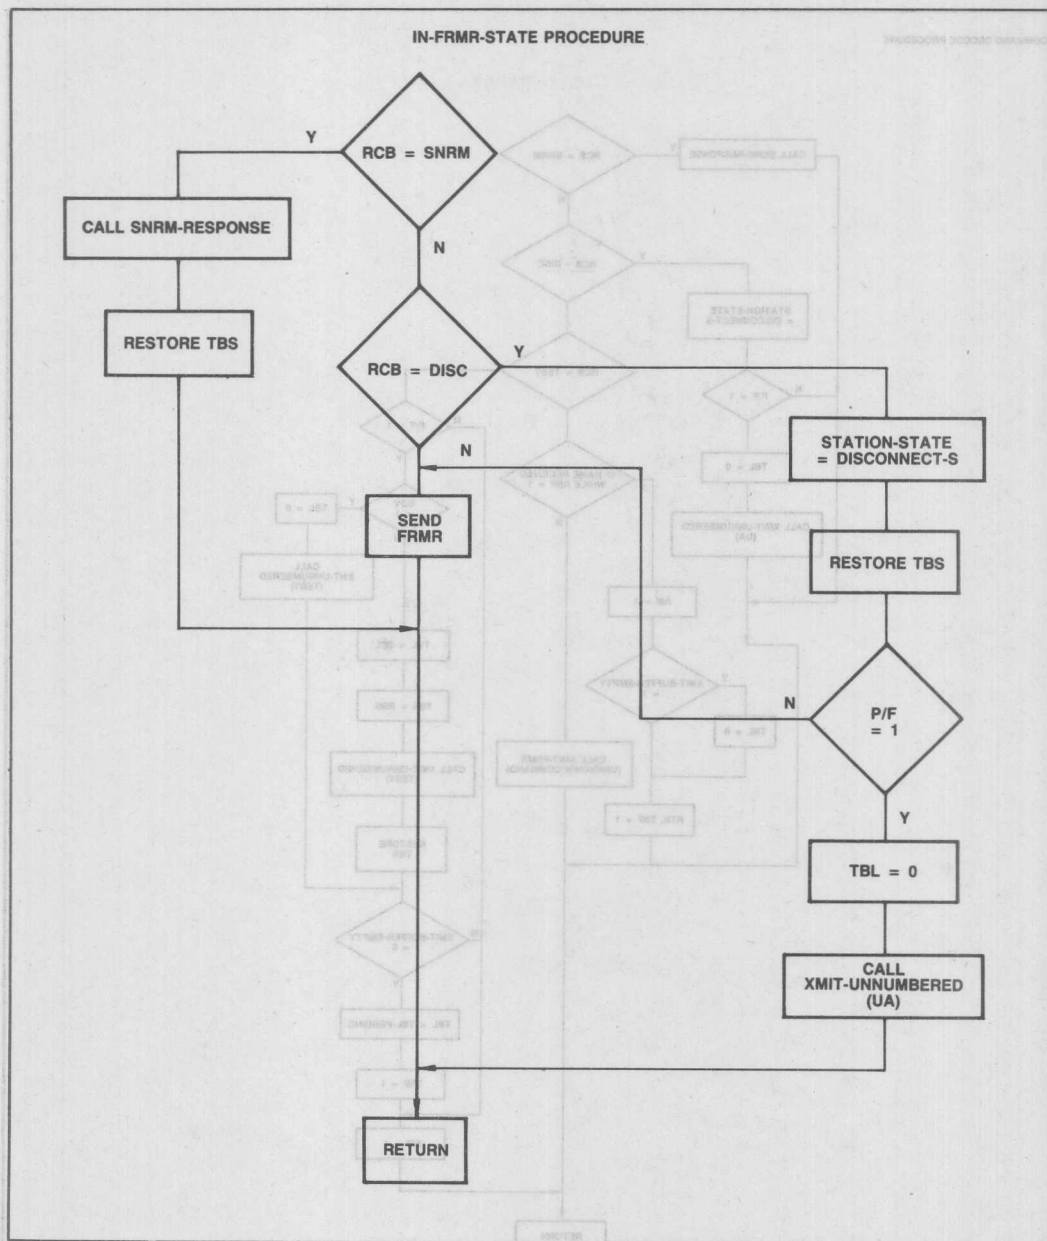 IN-FRMR-STATE PROCEDURE
RCB = SNRM
Y
N
CALL SNRM-RESPONSE
RESTORE TBS
RCB = DISC
Y
N
SEND
FRMR
STATION-STATE
= DISCONNECT-S
RESTORE TBS
P/F
= 1
N
Y
TBL = 0
CALL
XMIT-UNNUMBERED
(UA)
RETURN